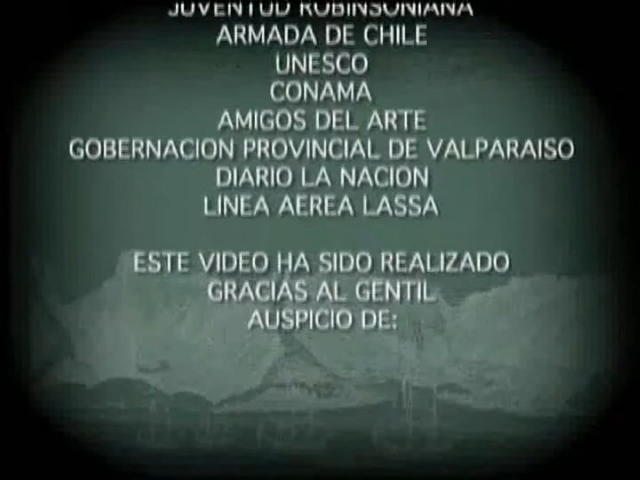 JUVENTUD ROBINSONIANA
ARMADA DE CHILE
UNESCO
CONAMA
AMIGOS DEL ARTE
GOBERNACION PROVINCIAL DE VALPARAISO
DIARIO LA NACION
LINEA AEREA LASSA
ESTE VIDEO HA SIDO REALIZADO
GRACIAS AL GENTIL
AUSPICIO DE: